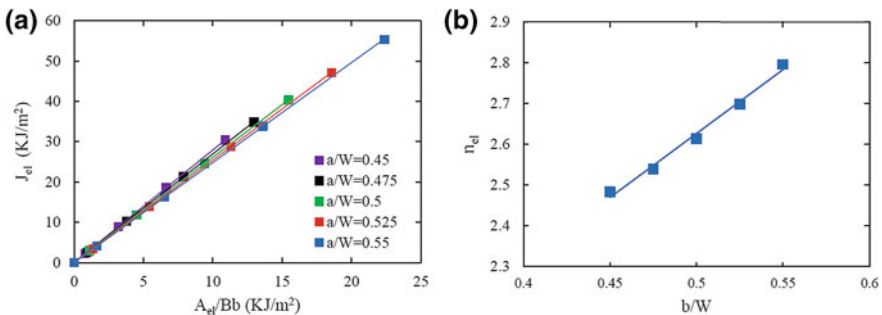 (a)
60
50
40
30
20
10
0
J_el (KJ/m²)
a/W=0.45
a/W=0.475
a/W=0.5
a/W=0.525
a/W=0.55
0 5 10 15 20 25
A_el/Bb (KJ/m²)
(b)
2.9
2.8
2.7
2.6
2.5
2.4
2.3
n_el
0.4 0.45 0.5 0.55 0.6
b/W